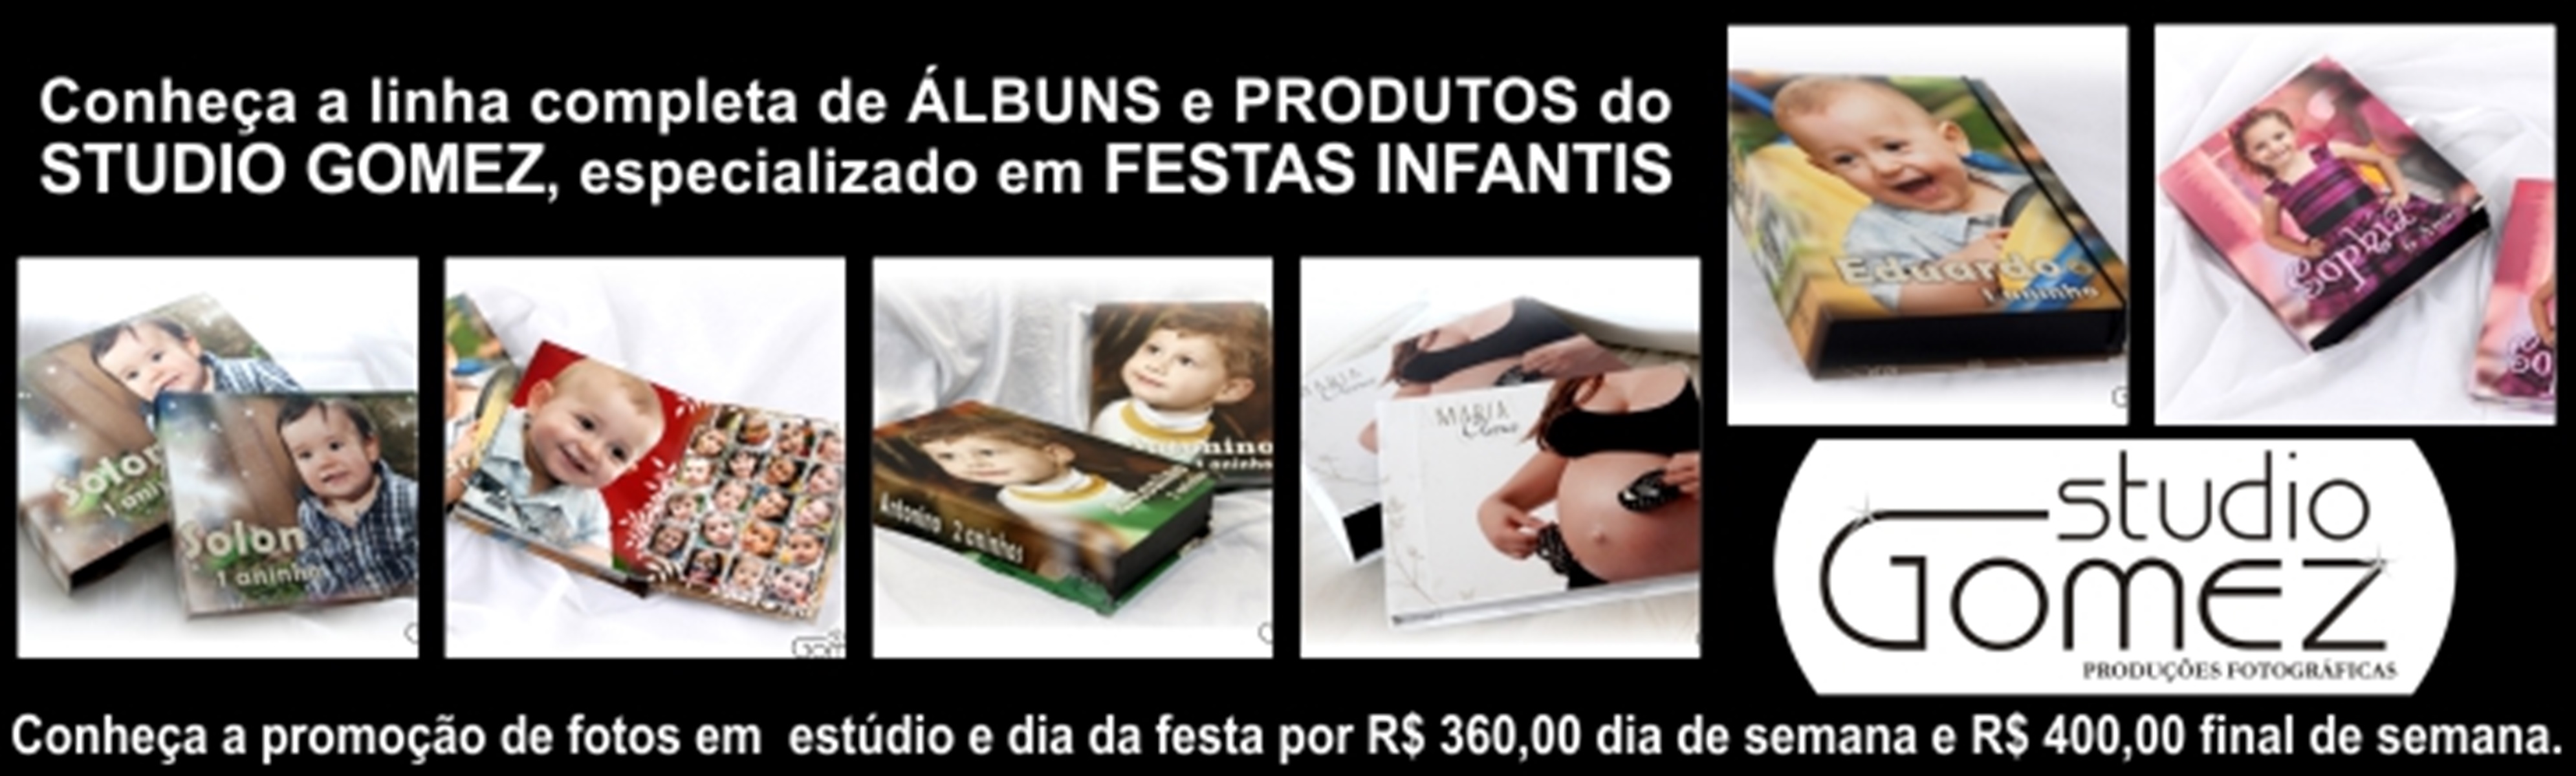 Conheça a linha completa de ÁLBUNS e PRODUTOS do
STUDIO GOMEZ, especializado em FESTAS INFANTIS
Solon
1 aninho
Antonino 2 aninhos
MARIA
Eduardo
1 aninho
Sophia
studio
GOMEZ
PRODUÇÕES FOTOGRÁFICAS
Conheça a promoção de fotos em estúdio e dia da festa por R$ 360,00 dia de semana e R$ 400,00 final de semana.